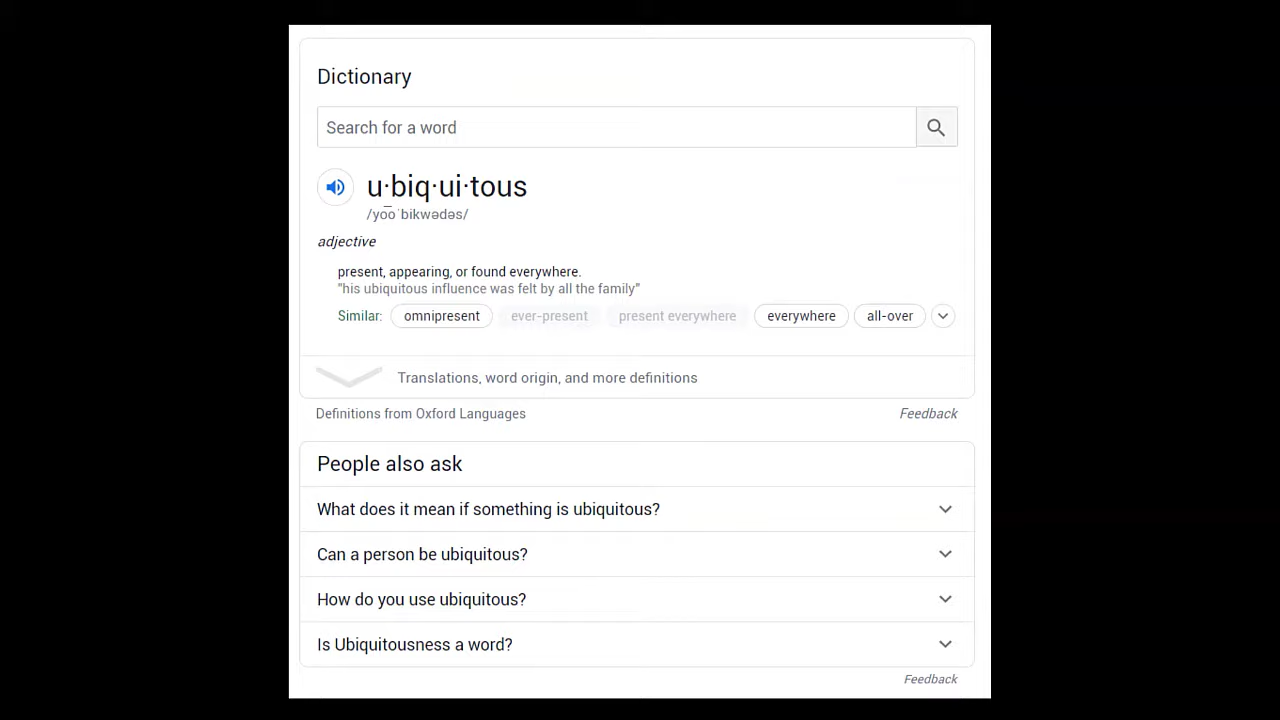 Dictionary
Search for a word
u·biq·ui·tous
/yo͞oˈbikwədəs/
adjective
present, appearing, or found everywhere.
"his ubiquitous influence was felt by all the family"
Similar: omnipresent ever-present present everywhere everywhere all-over
Translations, word origin, and more definitions
Definitions from Oxford Languages Feedback
People also ask
What does it mean if something is ubiquitous?
Can a person be ubiquitous?
How do you use ubiquitous?
Is Ubiquitousness a word?
Feedback